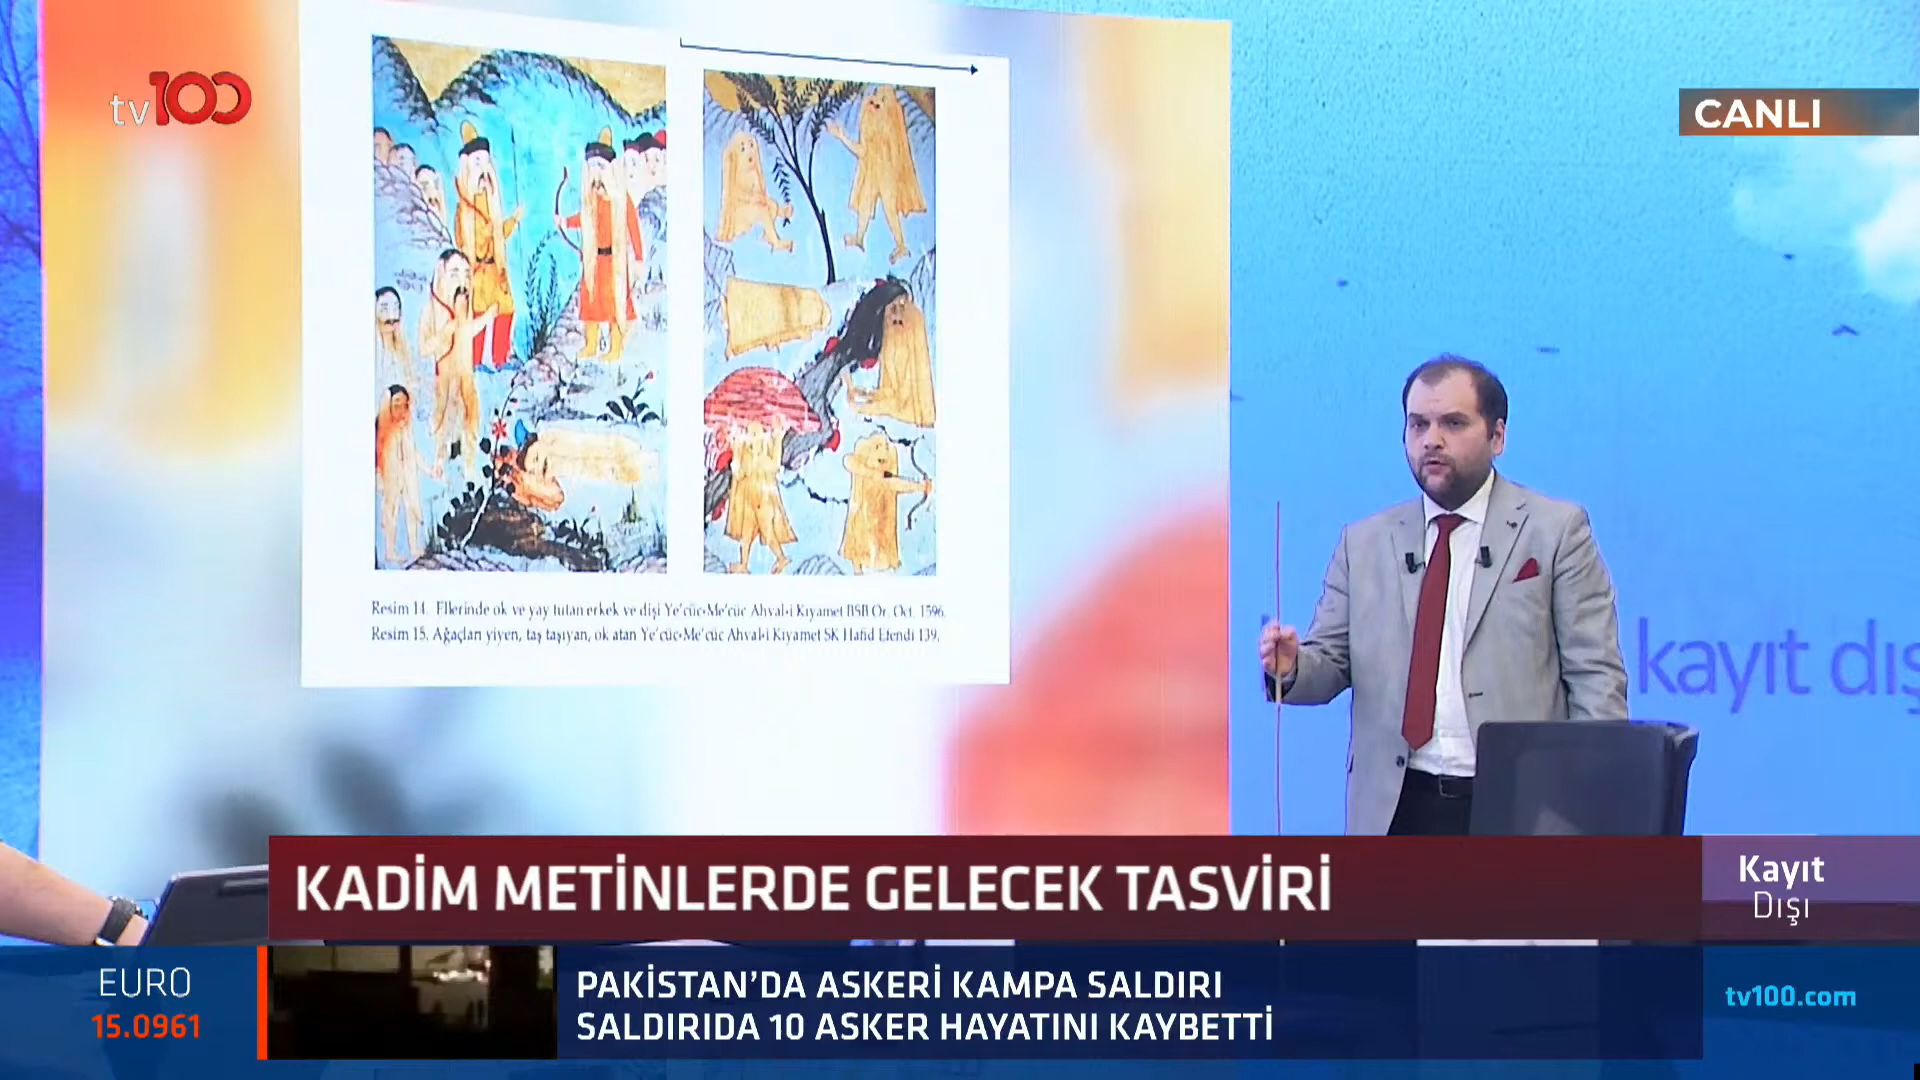 tv100
CANLI
Resim 14. Ellerinde ok ve yay tutan erkek ve dişi Ye'cüc-Me'cüc Ahval-i Kıyamet BSB Or. Oct. 1596.
Resim 15. Ağaçları yiyen, taş taşıyan, ok atan Ye'cüc-Me'cüc Ahval-i Kıyamet SK Hafid Efendi 139.
kayıt dış
KADİM METİNLERDE GELECEK TASVİRİ
Kayıt
Dışı
EURO
15.0961
PAKİSTAN'DA ASKERİ KAMPA SALDIRI
SALDIRIDA 10 ASKER HAYATINI KAYBETTİ
tv100.com